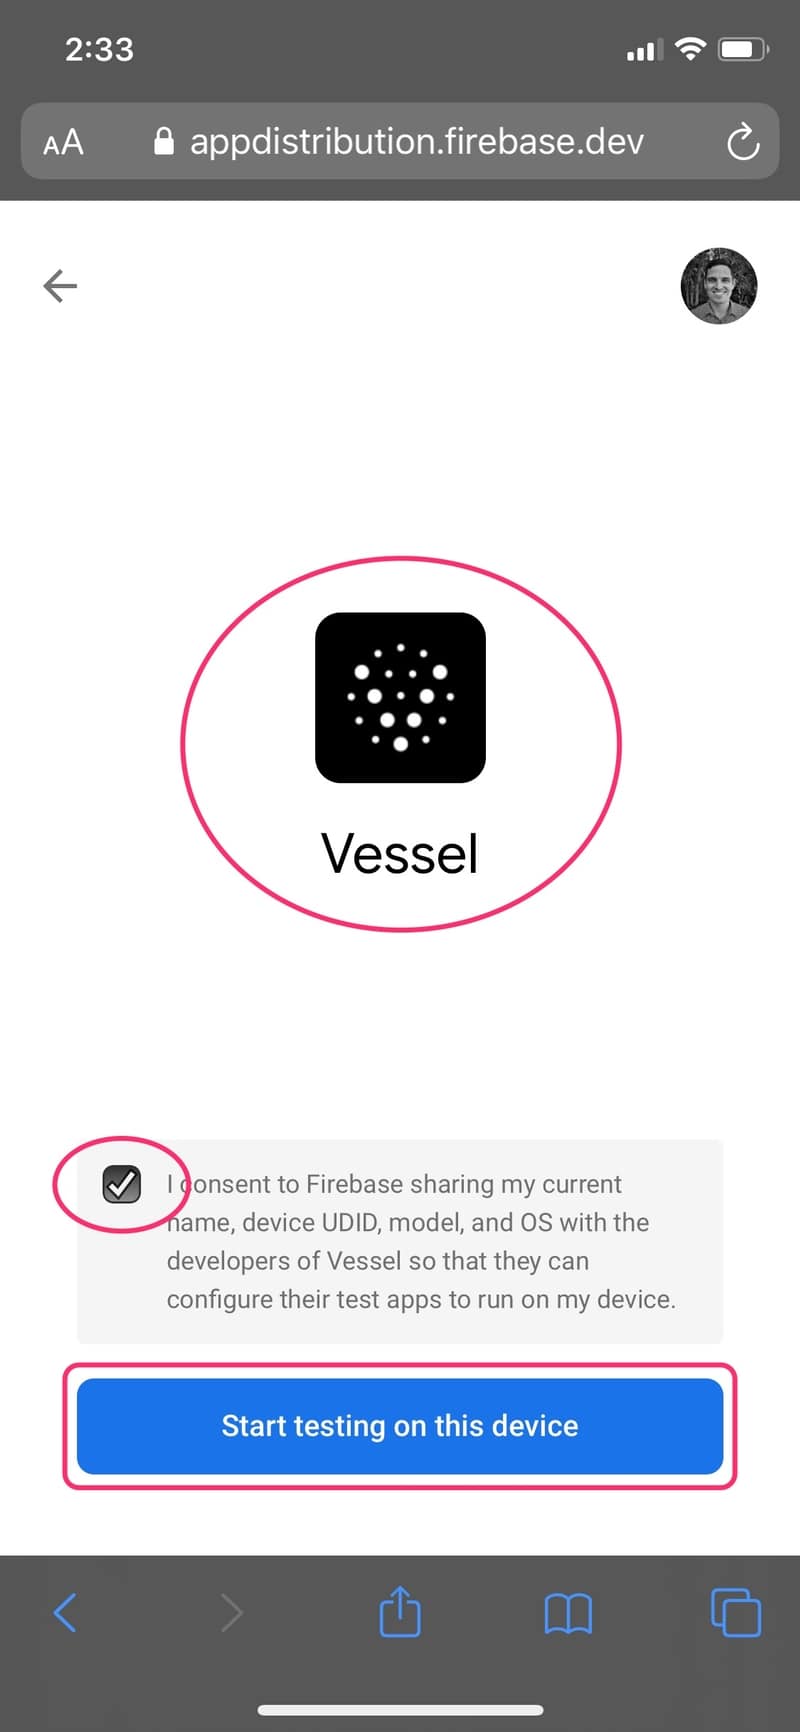 2:33
AA appdistribution.firebase.dev
Vessel
I consent to Firebase sharing my current
name, device UDID, model, and OS with the
developers of Vessel so that they can
configure their test apps to run on my device.
Start testing on this device